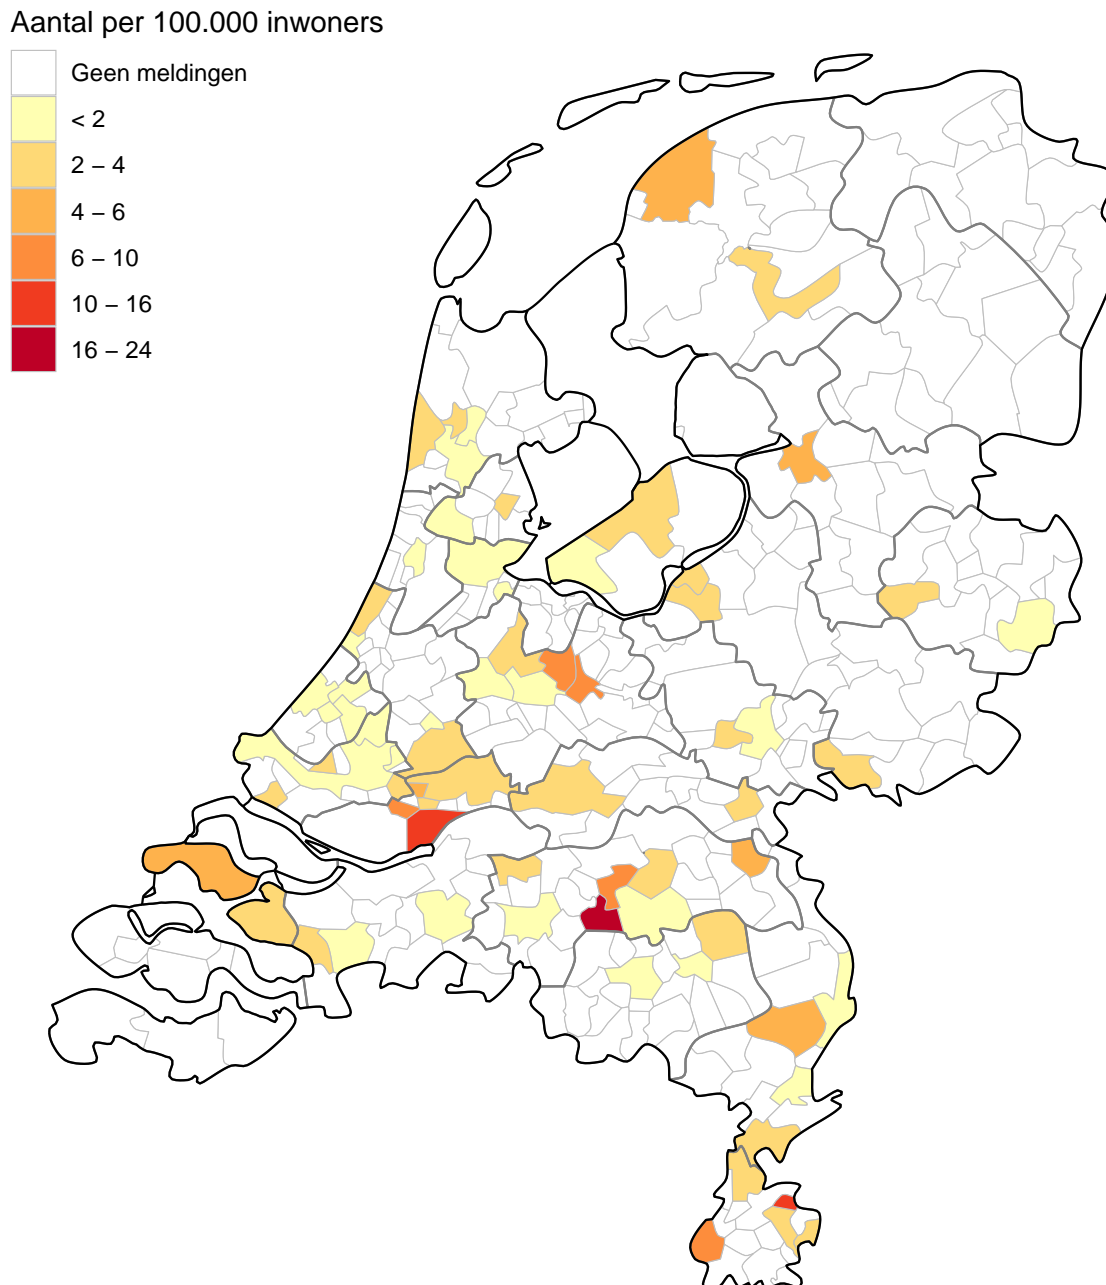 Aantal per 100.000 inwoners
Geen meldingen
< 2
2 – 4
4 – 6
6 – 10
10 – 16
16 – 24